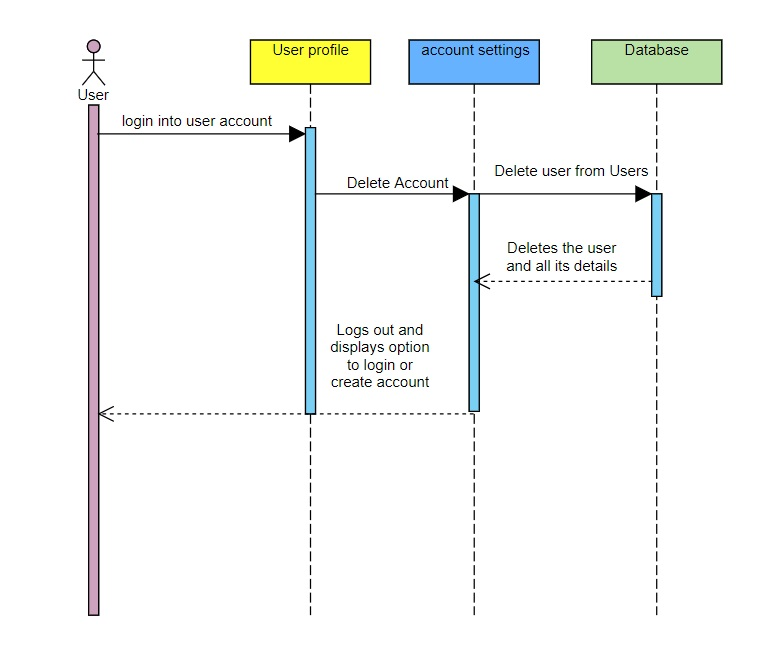 User profile
account settings
Database
User
login into user account
Delete Account
Delete user from Users
Deletes the user
and all its details
Logs out and
displays option
to login or
create account